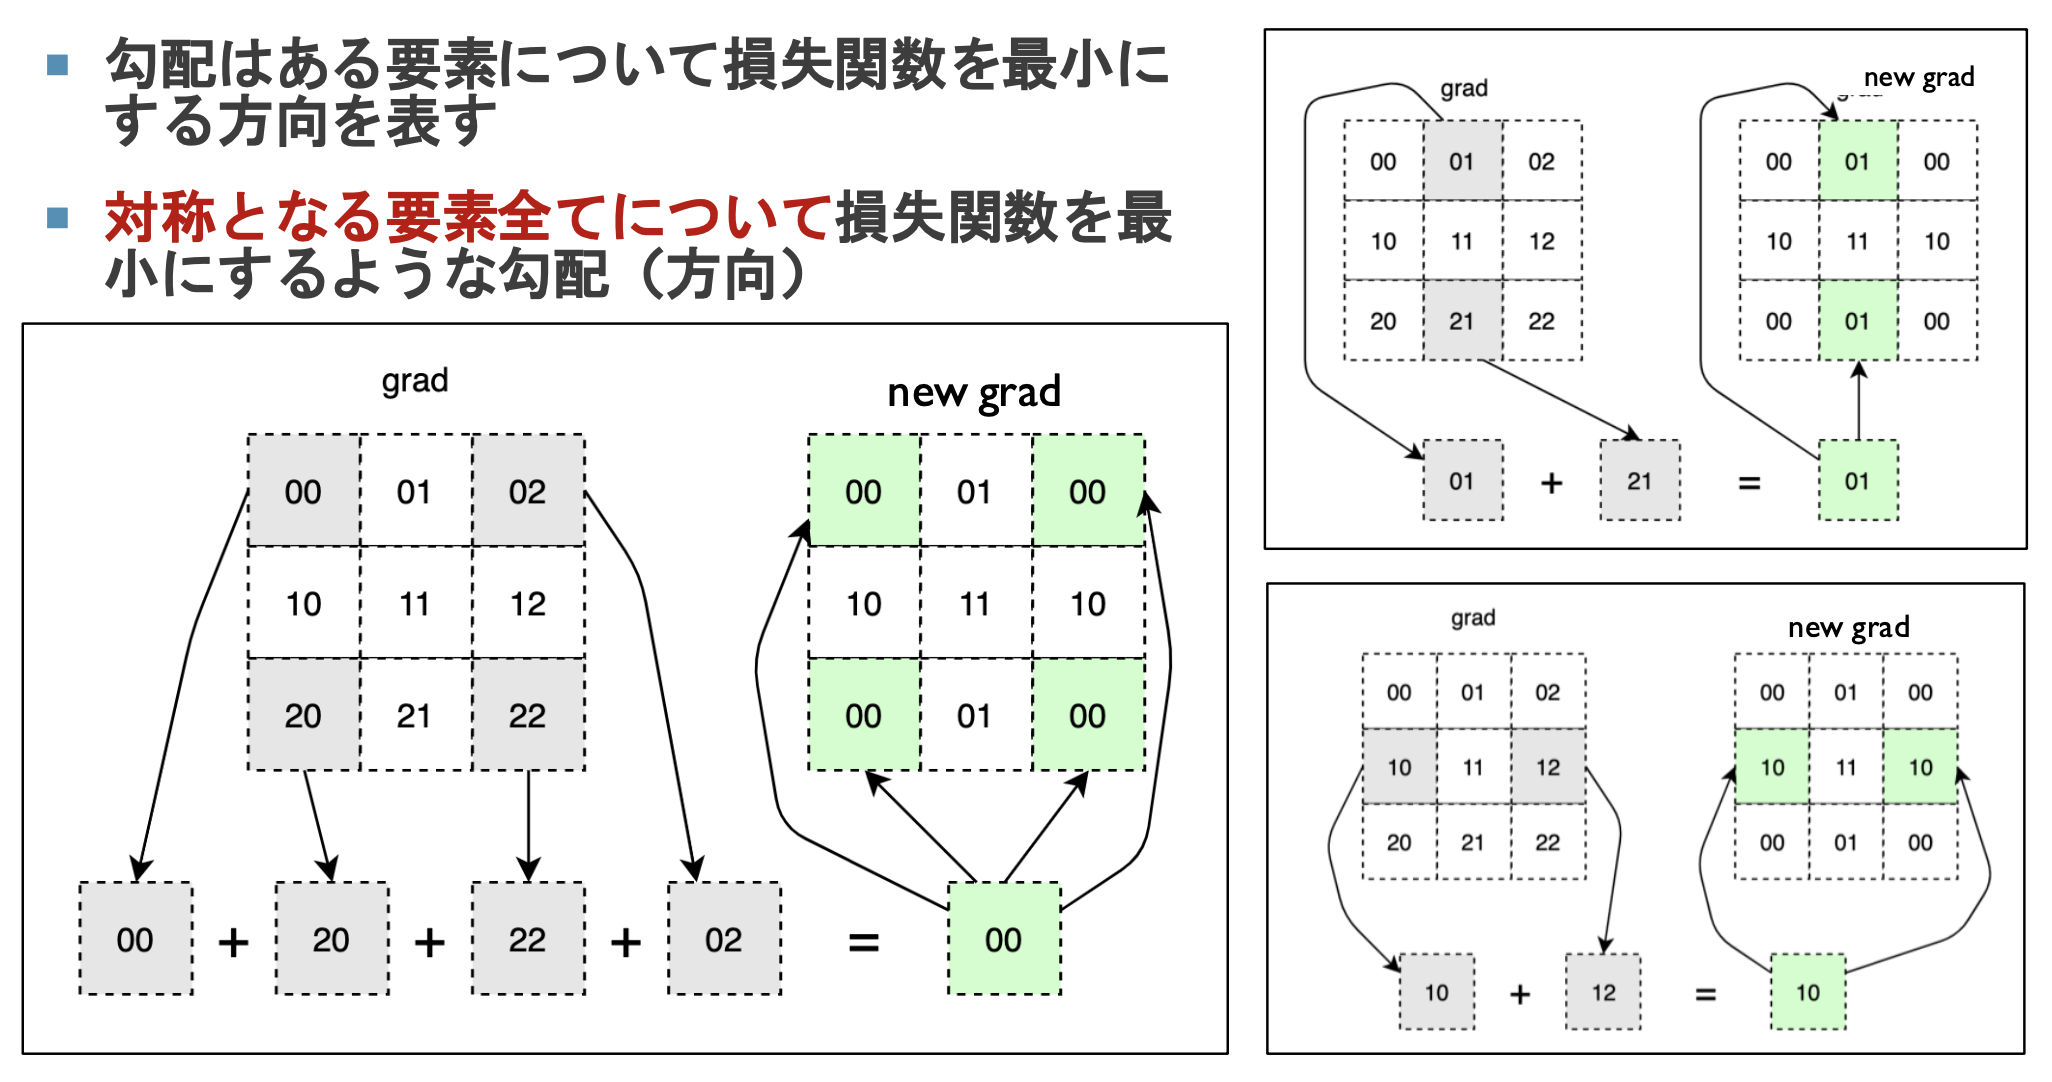 勾配はある要素について損失関数を最小に
する方向を表す
対称となる要素全てについて損失関数を最
小にするような勾配（方向）
grad new grad
00 01 02 00 01 00
10 11 12 10 11 10
20 21 22 00 01 00
00 + 20 + 22 + 02 = 00
grad new grad
00 01 02 00 01 00
10 11 12 10 11 10
20 21 22 00 01 00
01 + 21 = 01
grad new grad
00 01 02 00 01 00
10 11 12 10 11 10
20 21 22 00 01 00
10 + 12 = 10